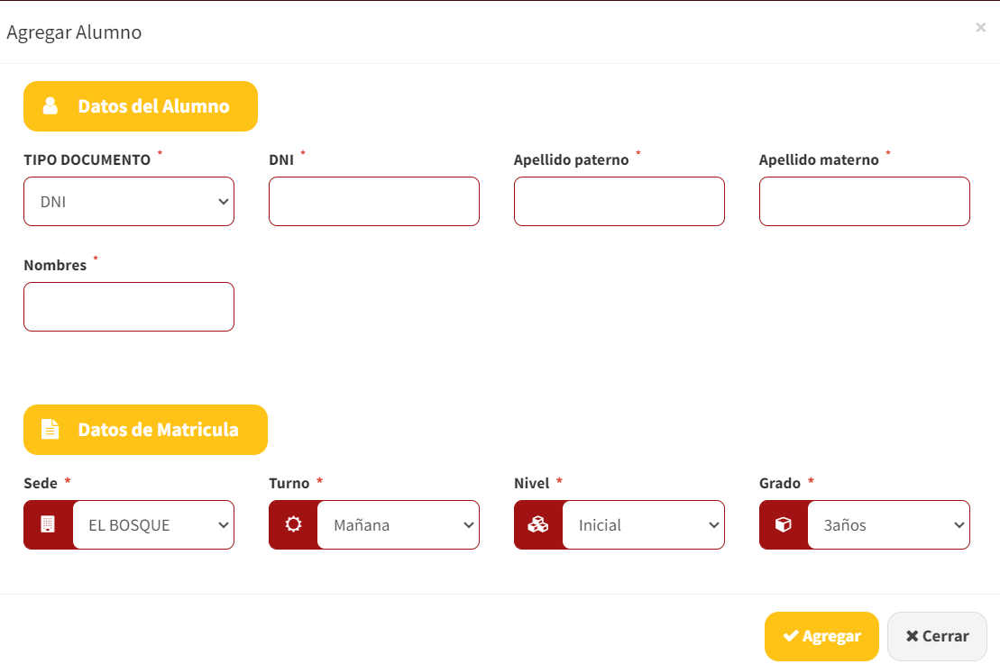 Agregar Alumno ×
Datos del Alumno
TIPO DOCUMENTO * DNI * Apellido paterno * Apellido materno *
DNI
Nombres *
Datos de Matricula
Sede * Turno * Nivel * Grado *
EL BOSQUE Mañana Inicial 3años
Agregar Cerrar